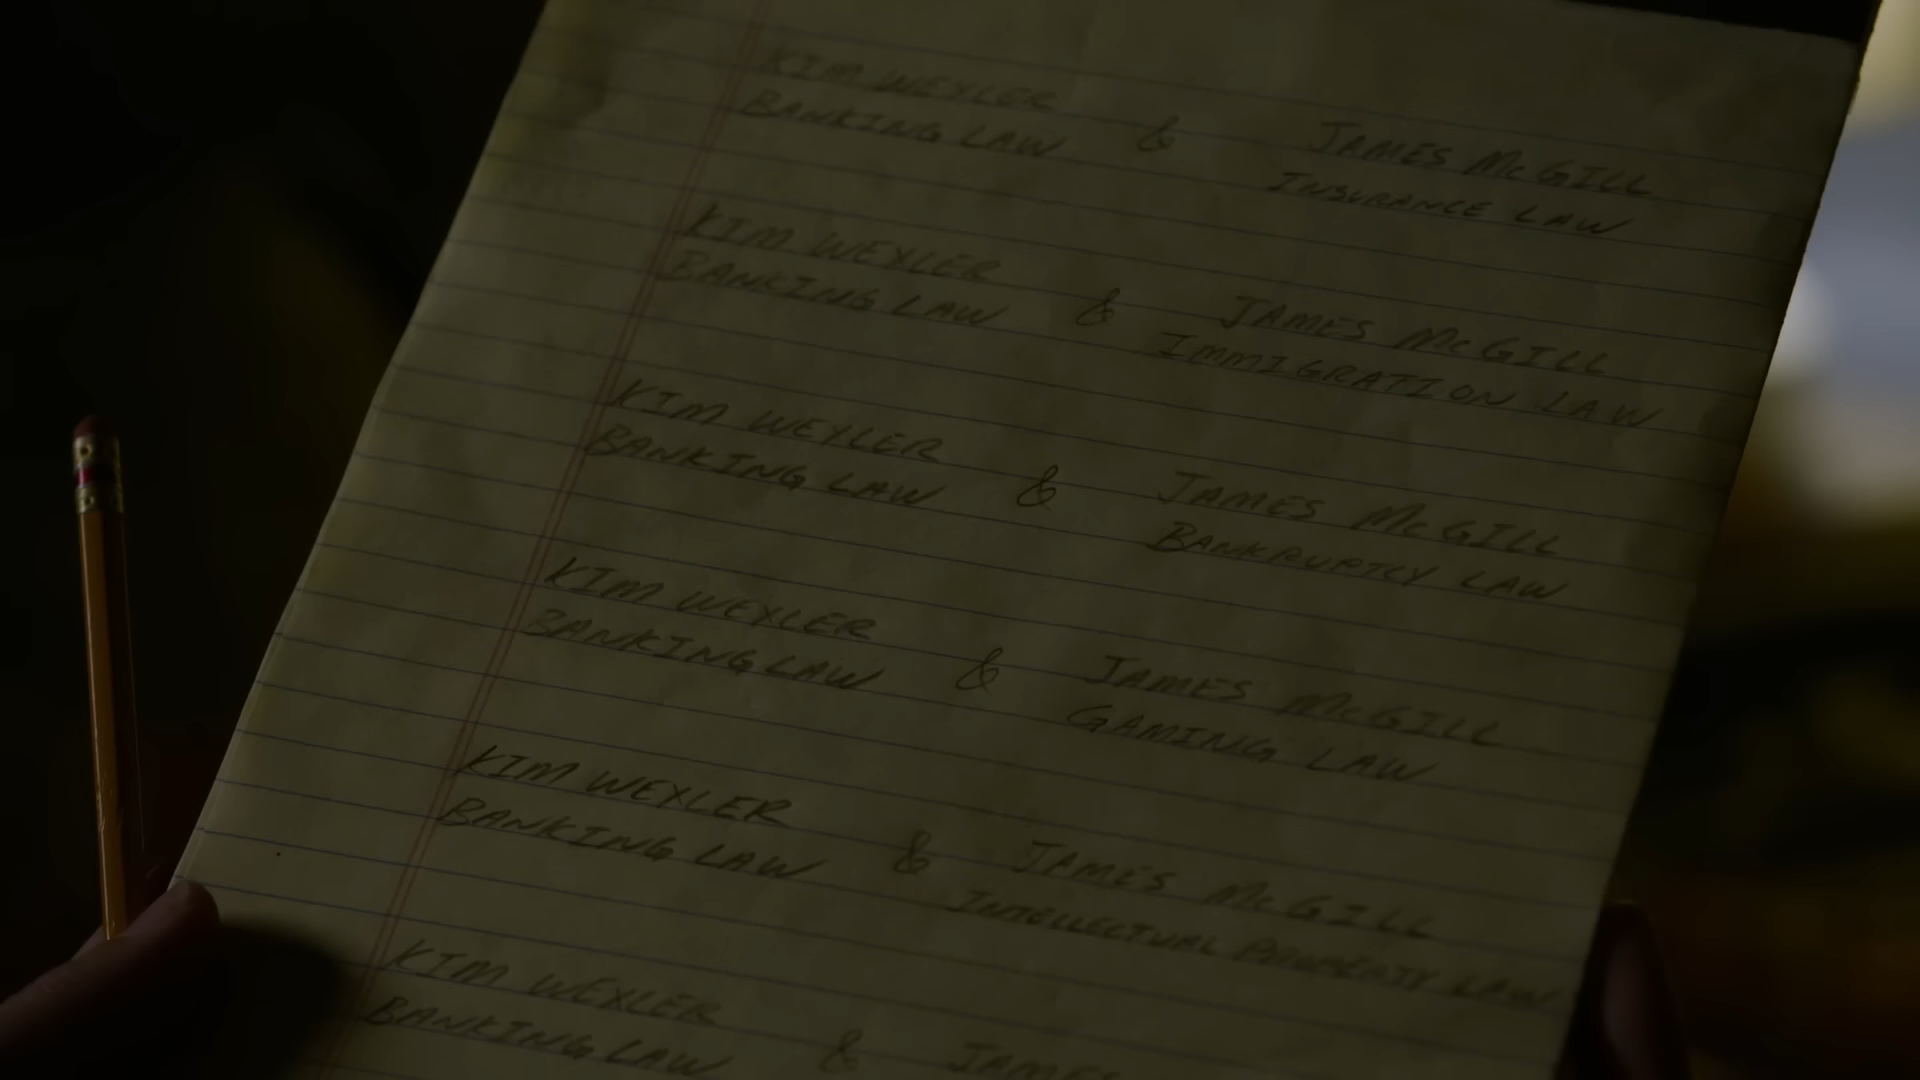 KIM WEXLER & JAMES McGILL
BANKING LAW INSURANCE LAW
KIM WEXLER & JAMES McGILL
BANKING LAW IMMIGRATION LAW
KIM WEXLER & JAMES McGILL
BANKING LAW BANKRUPTCY LAW
KIM WEXLER & JAMES McGILL
BANKING LAW GAMING LAW
KIM WEXLER & JAMES McGILL
BANKING LAW INTELLECTUAL PROPERTY LAW
KIM WEXLER & JAMES
BANKING LAW